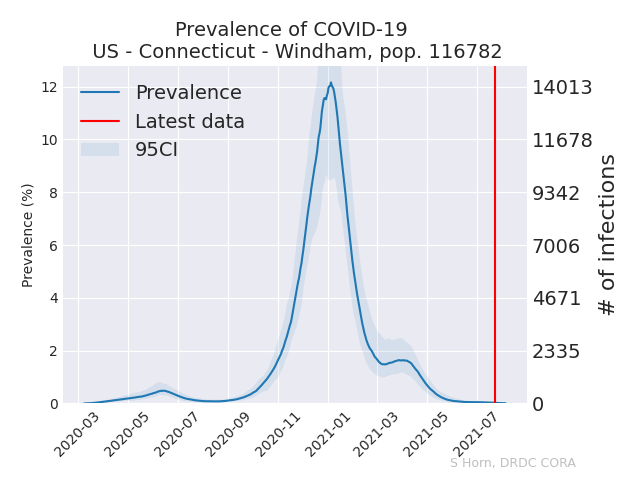 Prevalence of COVID-19
US - Connecticut - Windham, pop. 116782
Prevalence
Latest data
95CI
Prevalence (%)
12
10
8
6
4
2
0
14013
11678
9342
7006
4671
2335
0
# of infections
2020-03
2020-05
2020-07
2020-09
2020-11
2021-01
2021-03
2021-05
2021-07
S Horn, DRDC CORA